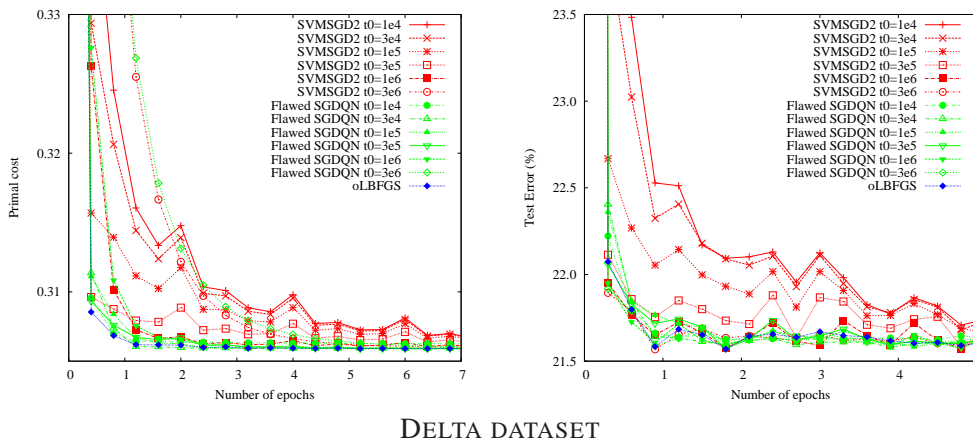 0.33
0.32
0.31
Primal cost
0 1 2 3 4 5 6 7
Number of epochs
SVMSGD2 t0=1e4
SVMSGD2 t0=3e4
SVMSGD2 t0=1e5
SVMSGD2 t0=3e5
SVMSGD2 t0=1e6
SVMSGD2 t0=3e6
Flawed SGDQN t0=1e4
Flawed SGDQN t0=3e4
Flawed SGDQN t0=1e5
Flawed SGDQN t0=3e5
Flawed SGDQN t0=1e6
Flawed SGDQN t0=3e6
oLBFGS
23.5
23.0
22.5
22.0
21.5
Test Error (%)
0 1 2 3 4
Number of epochs
SVMSGD2 t0=1e4
SVMSGD2 t0=3e4
SVMSGD2 t0=1e5
SVMSGD2 t0=3e5
SVMSGD2 t0=1e6
SVMSGD2 t0=3e6
Flawed SGDQN t0=1e4
Flawed SGDQN t0=3e4
Flawed SGDQN t0=1e5
Flawed SGDQN t0=3e5
Flawed SGDQN t0=1e6
Flawed SGDQN t0=3e6
oLBFGS
DELTA DATASET